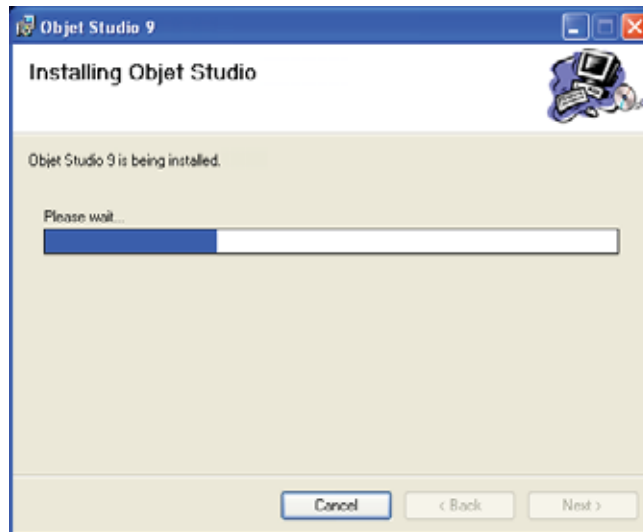 Objet Studio 9
Installing Objet Studio
Objet Studio 9 is being installed.
Please wait...
Cancel
< Back
Next >